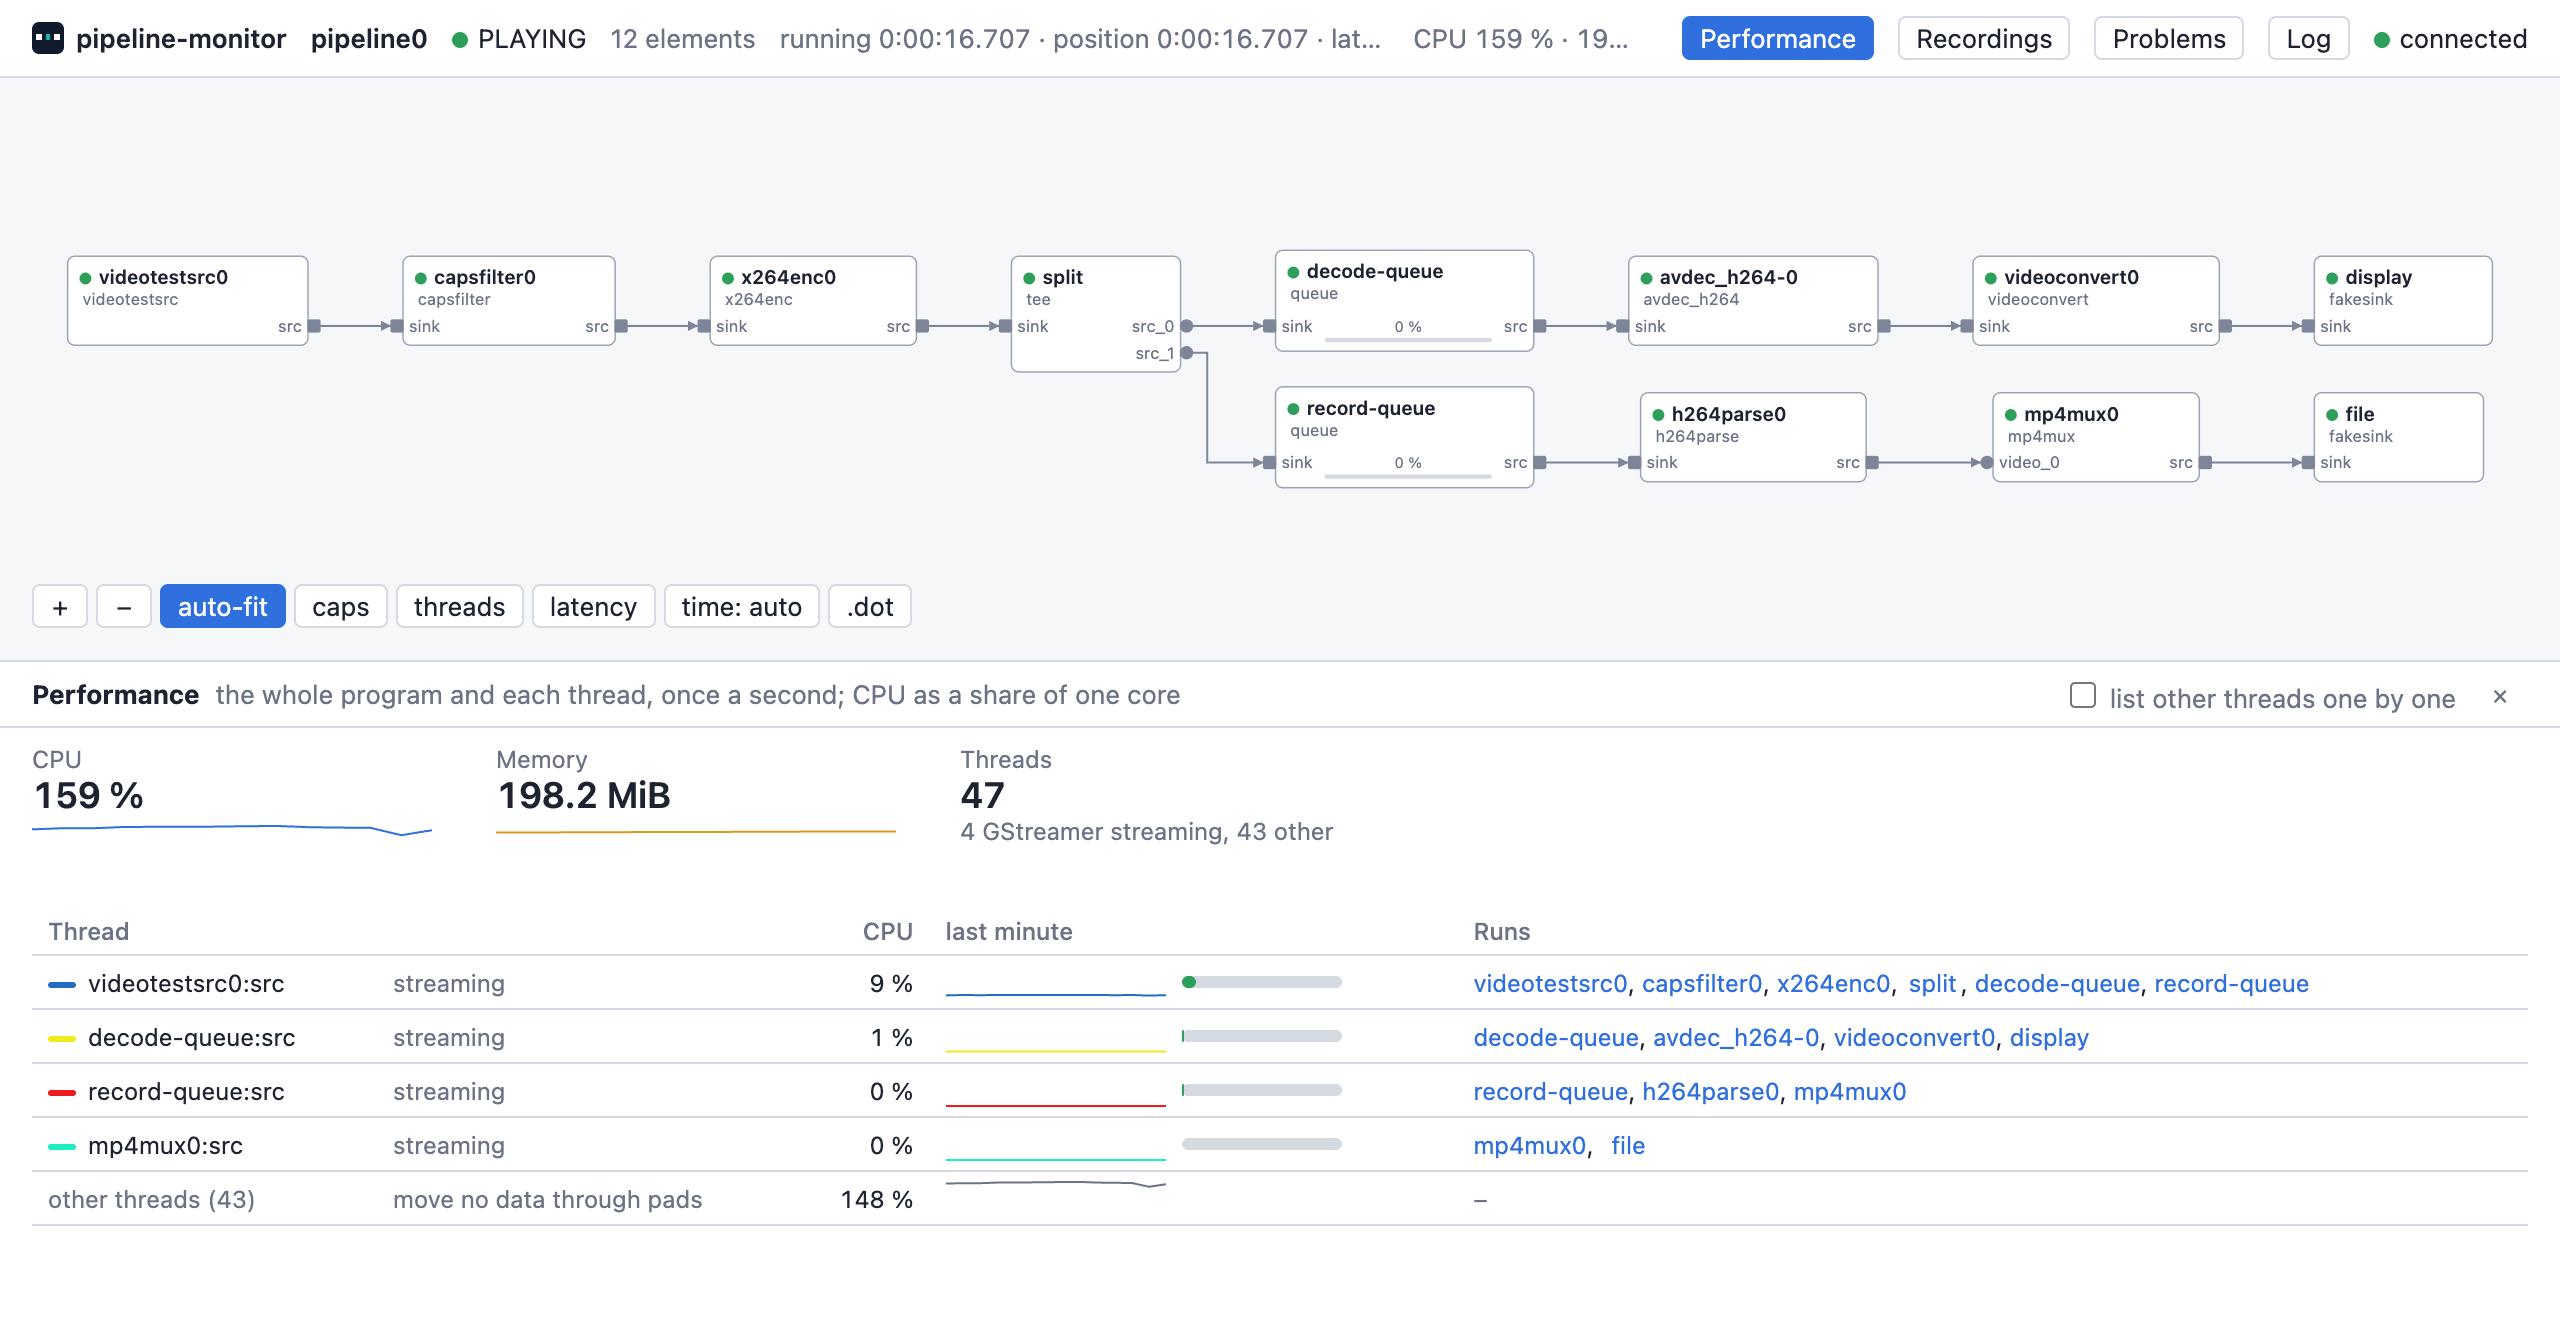 pipeline-monitor pipeline0 PLAYING 12 elements running 0:00:16.707 · position 0:00:16.707 · lat... CPU 159 % · 19... Performance Recordings Problems Log connected
videotestsrc0
videotestsrc
src
capsfilter0
capsfilter
sink src
x264enc0
x264enc
sink src
split
tee
sink src_0
src_1
decode-queue
queue
sink 0 % src
avdec_h264-0
avdec_h264
sink src
videoconvert0
videoconvert
sink src
display
fakesink
sink
record-queue
queue
sink 0 % src
h264parse0
h264parse
sink src
mp4mux0
mp4mux
video_0 src
file
fakesink
sink
+ − auto-fit caps threads latency time: auto .dot
Performance the whole program and each thread, once a second; CPU as a share of one core list other threads one by one ×
CPU
159 %
Memory
198.2 MiB
Threads
47
4 GStreamer streaming, 43 other
Thread CPU last minute Runs
videotestsrc0:src streaming 9 % videotestsrc0, capsfilter0, x264enc0, split, decode-queue, record-queue
decode-queue:src streaming 1 % decode-queue, avdec_h264-0, videoconvert0, display
record-queue:src streaming 0 % record-queue, h264parse0, mp4mux0
mp4mux0:src streaming 0 % mp4mux0, file
other threads (43) move no data through pads 148 % –